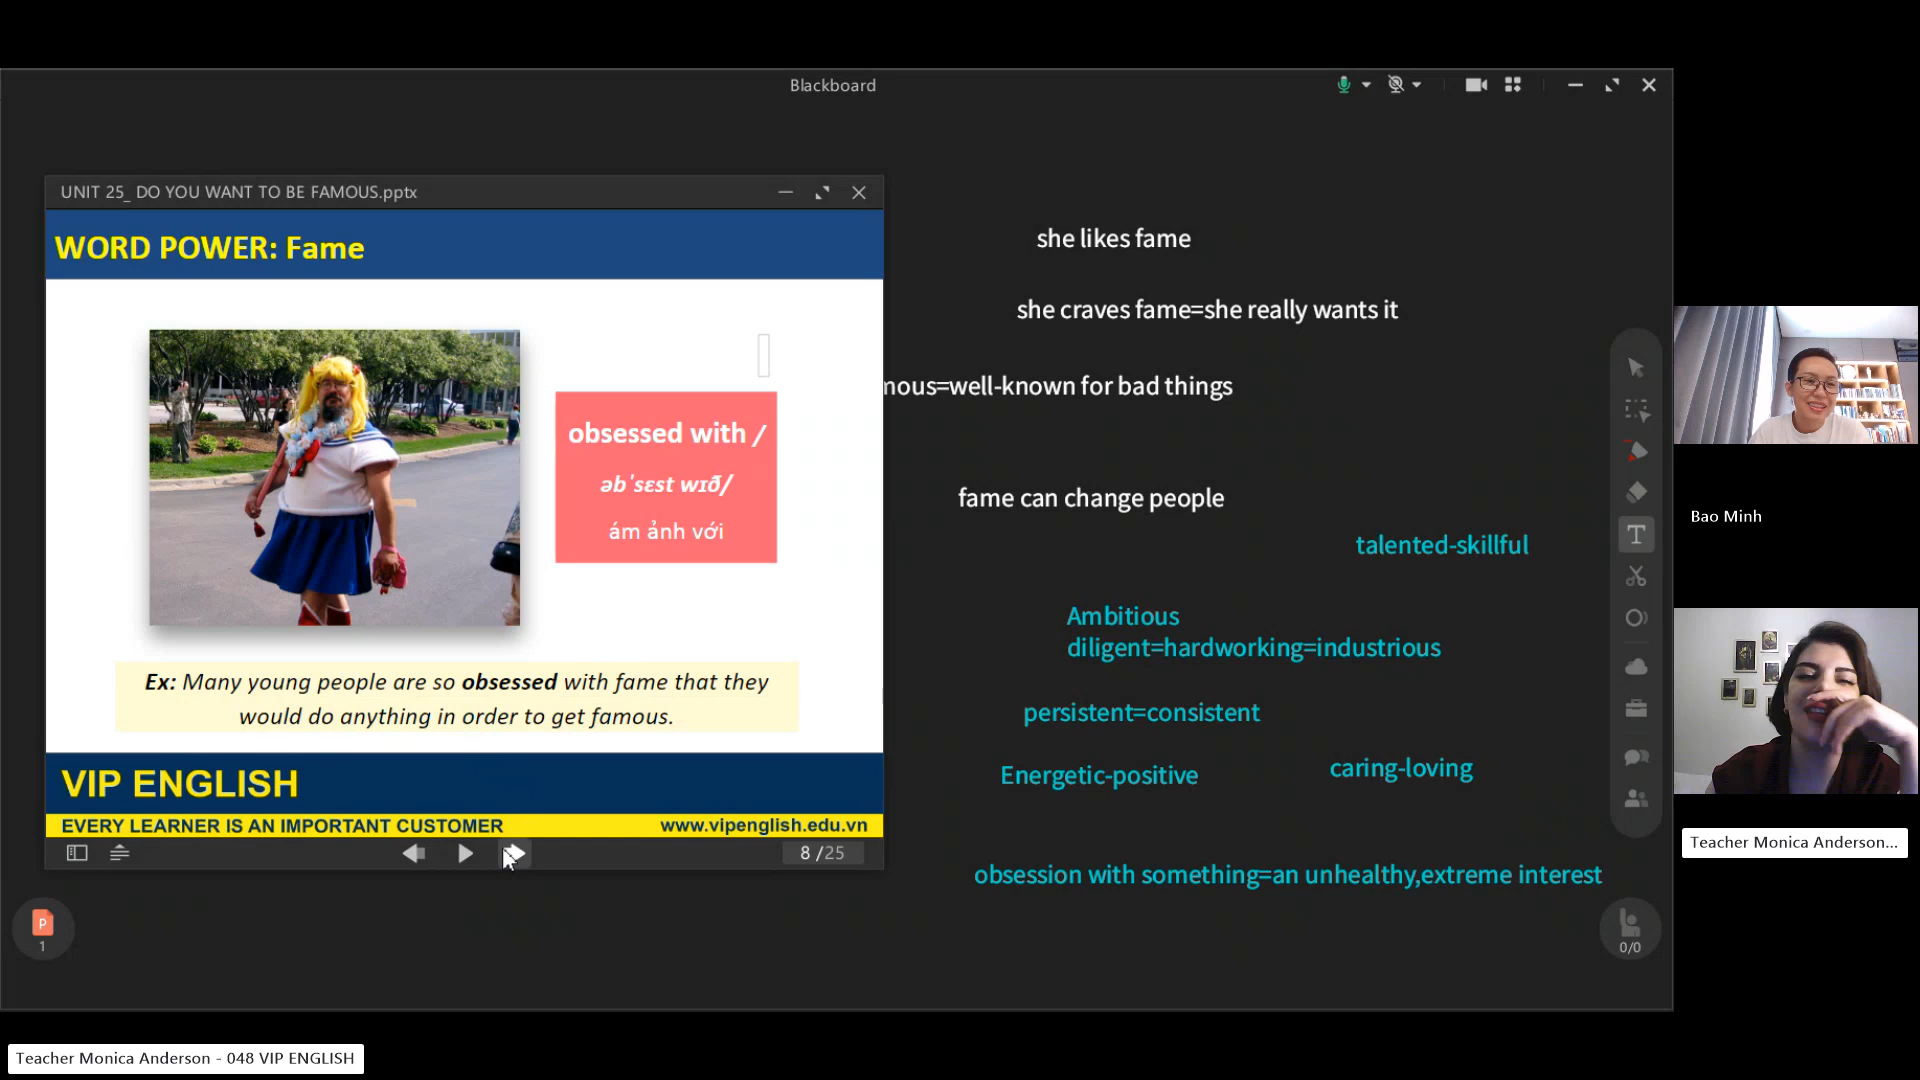 Blackboard
UNIT 25_ DO YOU WANT TO BE FAMOUS.pptx
WORD POWER: Fame
obsessed with /
əbˈsɛst wɪð/
ám ảnh với
Ex: Many young people are so obsessed with fame that they
would do anything in order to get famous.
VIP ENGLISH
EVERY LEARNER IS AN IMPORTANT CUSTOMER
www.vipenglish.edu.vn
8 /25
P
1
she likes fame
she craves fame=she really wants it
mous=well-known for bad things
fame can change people
talented-skillful
Ambitious
diligent=hardworking=industrious
persistent=consistent
Energetic-positive
caring-loving
obsession with something=an unhealthy,extreme interest
T
0/0
Bao Minh
Teacher Monica Anderson...
Teacher Monica Anderson - 048 VIP ENGLISH